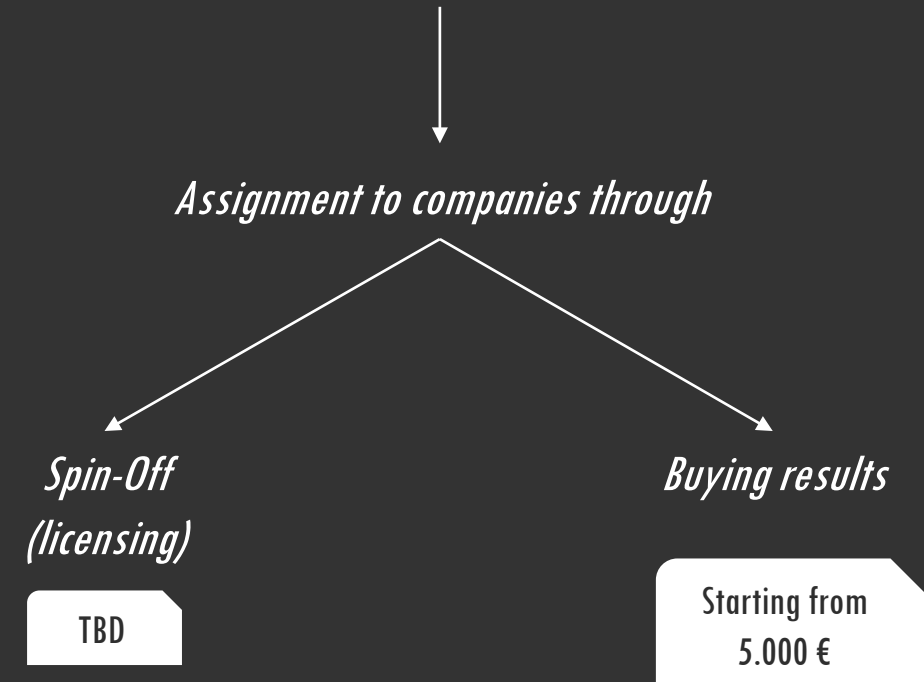 Assignment to companies through
Spin-Off
(licensing)
TBD
Buying results
Starting from
5.000 €